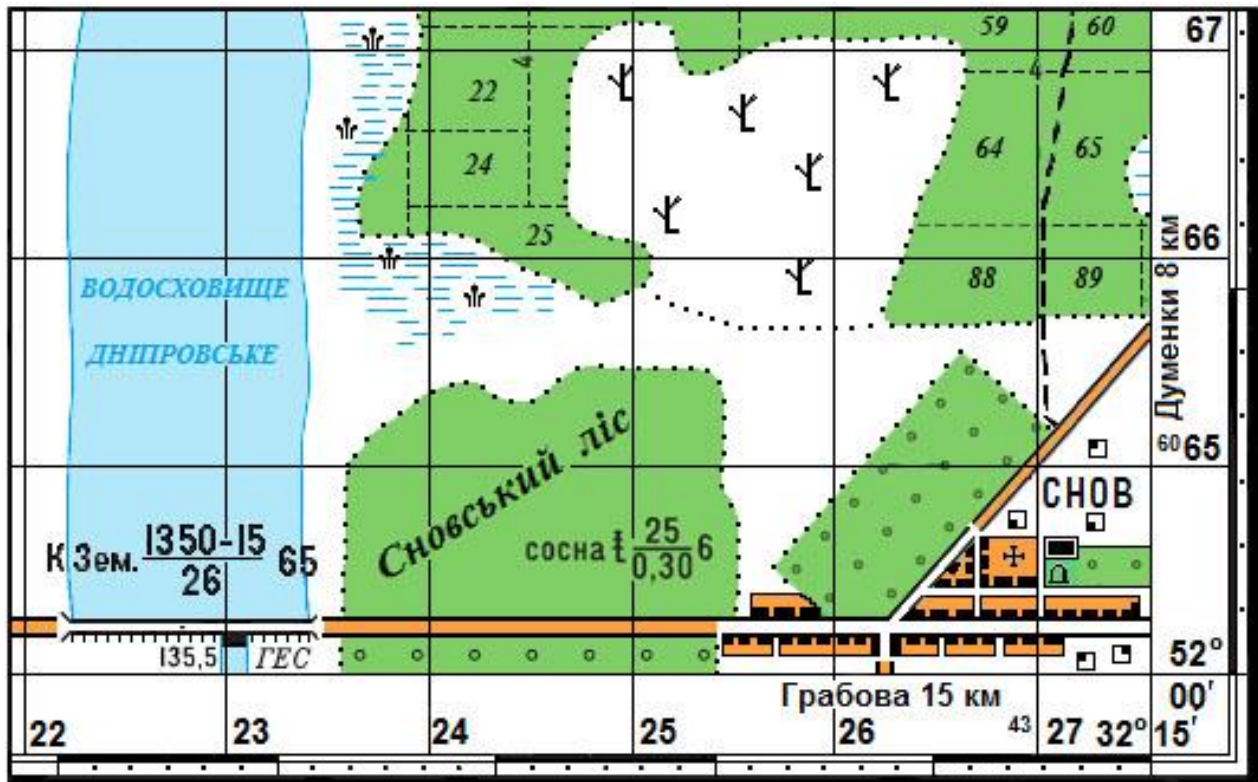 59 60 67
4 4
22
64 65
24
25
66
88 89
ВОДОСХОВИЩЕ
ДНІПРОВСЬКЕ
Думенки 8 км
Сновський ліс
60 65
СНОВ
К Зем. 1350-15 65
26
сосна 25 6
0,30
135,5 ГЕС
52°
00'
Грабова 15 км
22 23 24 25 26 43 27 32° 15'